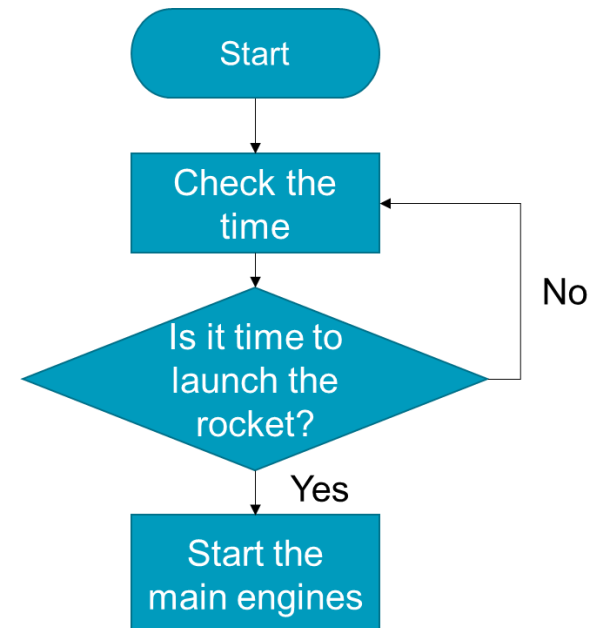 Start
Check the
time
Is it time to
launch the
rocket?
No
Yes
Start the
main engines